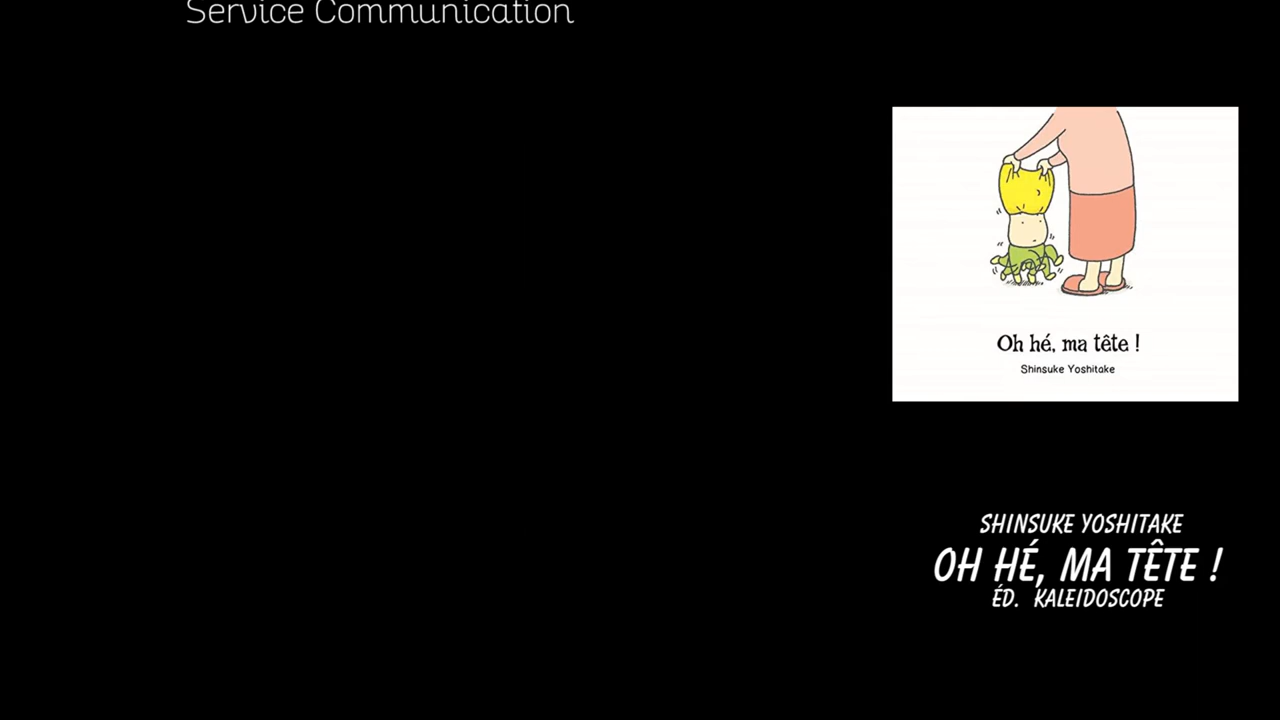 Service Communication
Oh hé, ma tête !
Shinsuke Yoshitake
SHINSUKE YOSHITAKE
OH HÉ, MA TÊTE !
ÉD. KALEIDOSCOPE